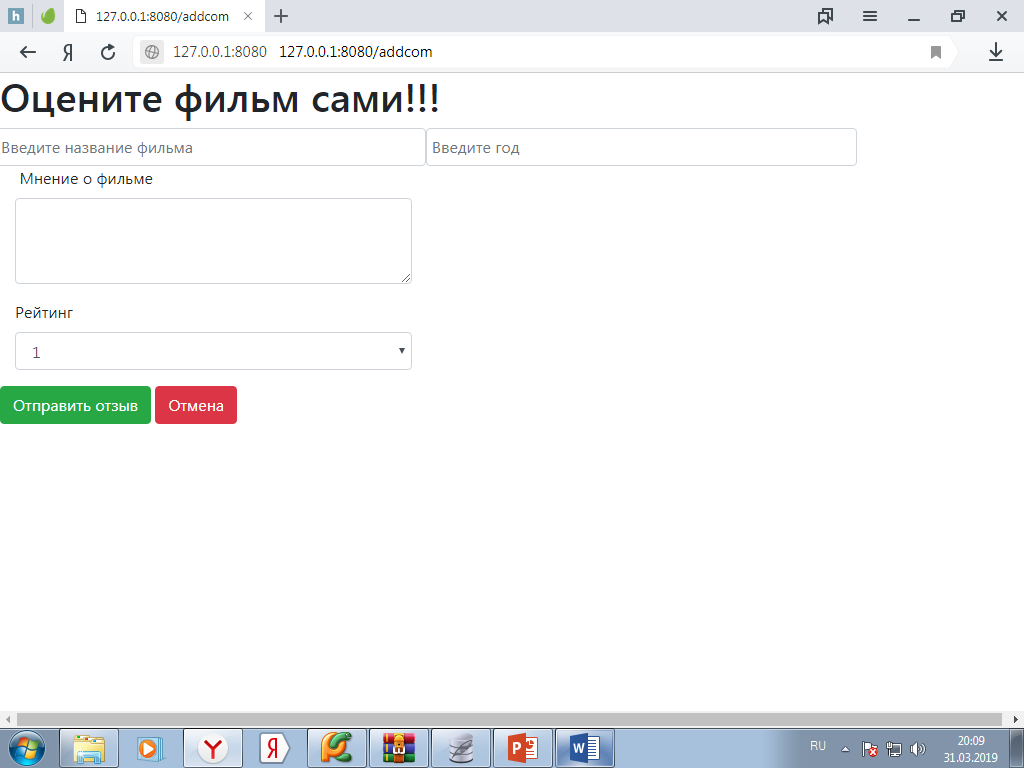 h 127.0.0.1:8080/addcom
Я 127.0.0.1:8080 127.0.0.1:8080/addcom
Оцените фильм сами!!!
Введите название фильма Введите год
Мнение о фильме
Рейтинг
1
Отправить отзыв Отмена
Y Я PC P W RU 20:09
31.03.2019